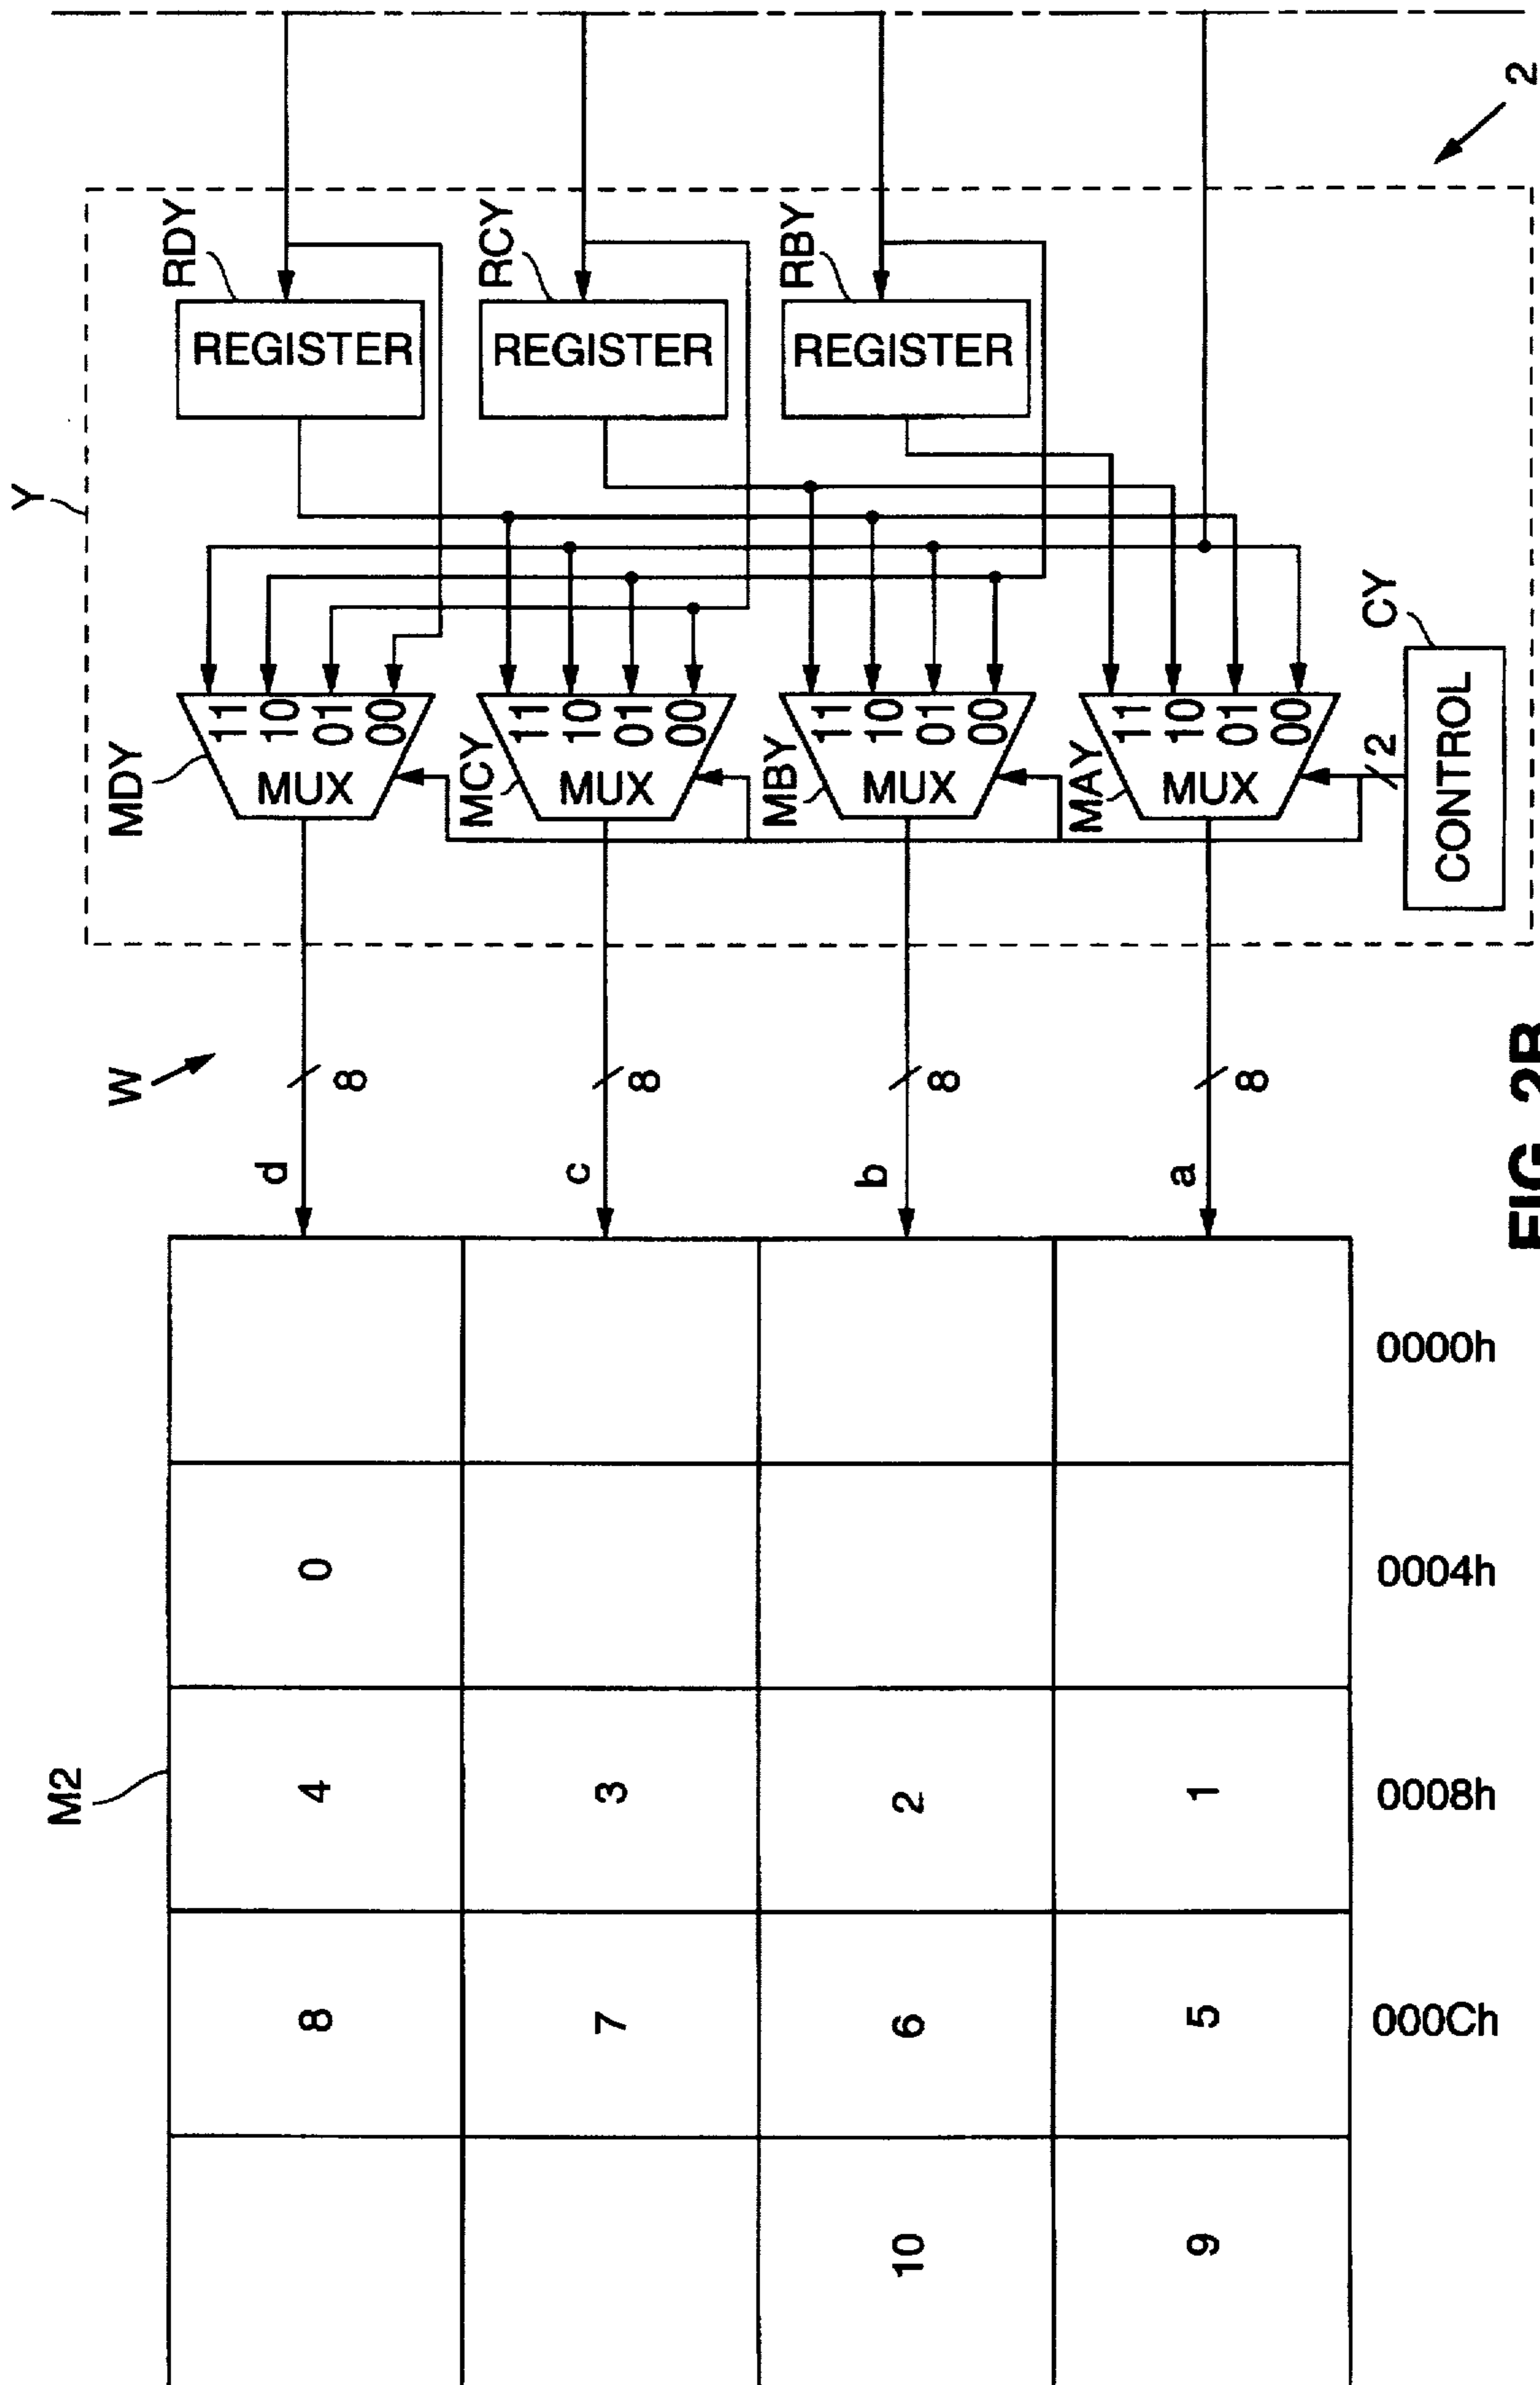 Y
2
RDY
REGISTER
RCY
REGISTER
RBY
REGISTER
MDY
11
10
01
00
MUX
MCY
11
10
01
00
MUX
MBY
11
10
01
00
MUX
MAY
11
10
01
00
MUX
CY
2
CONTROL
W
8
8
8
8
d
c
b
a
M2
0000h
0
0004h
4
3
2
1
0008h
8
7
6
5
000Ch
10
9
FIG. 2B